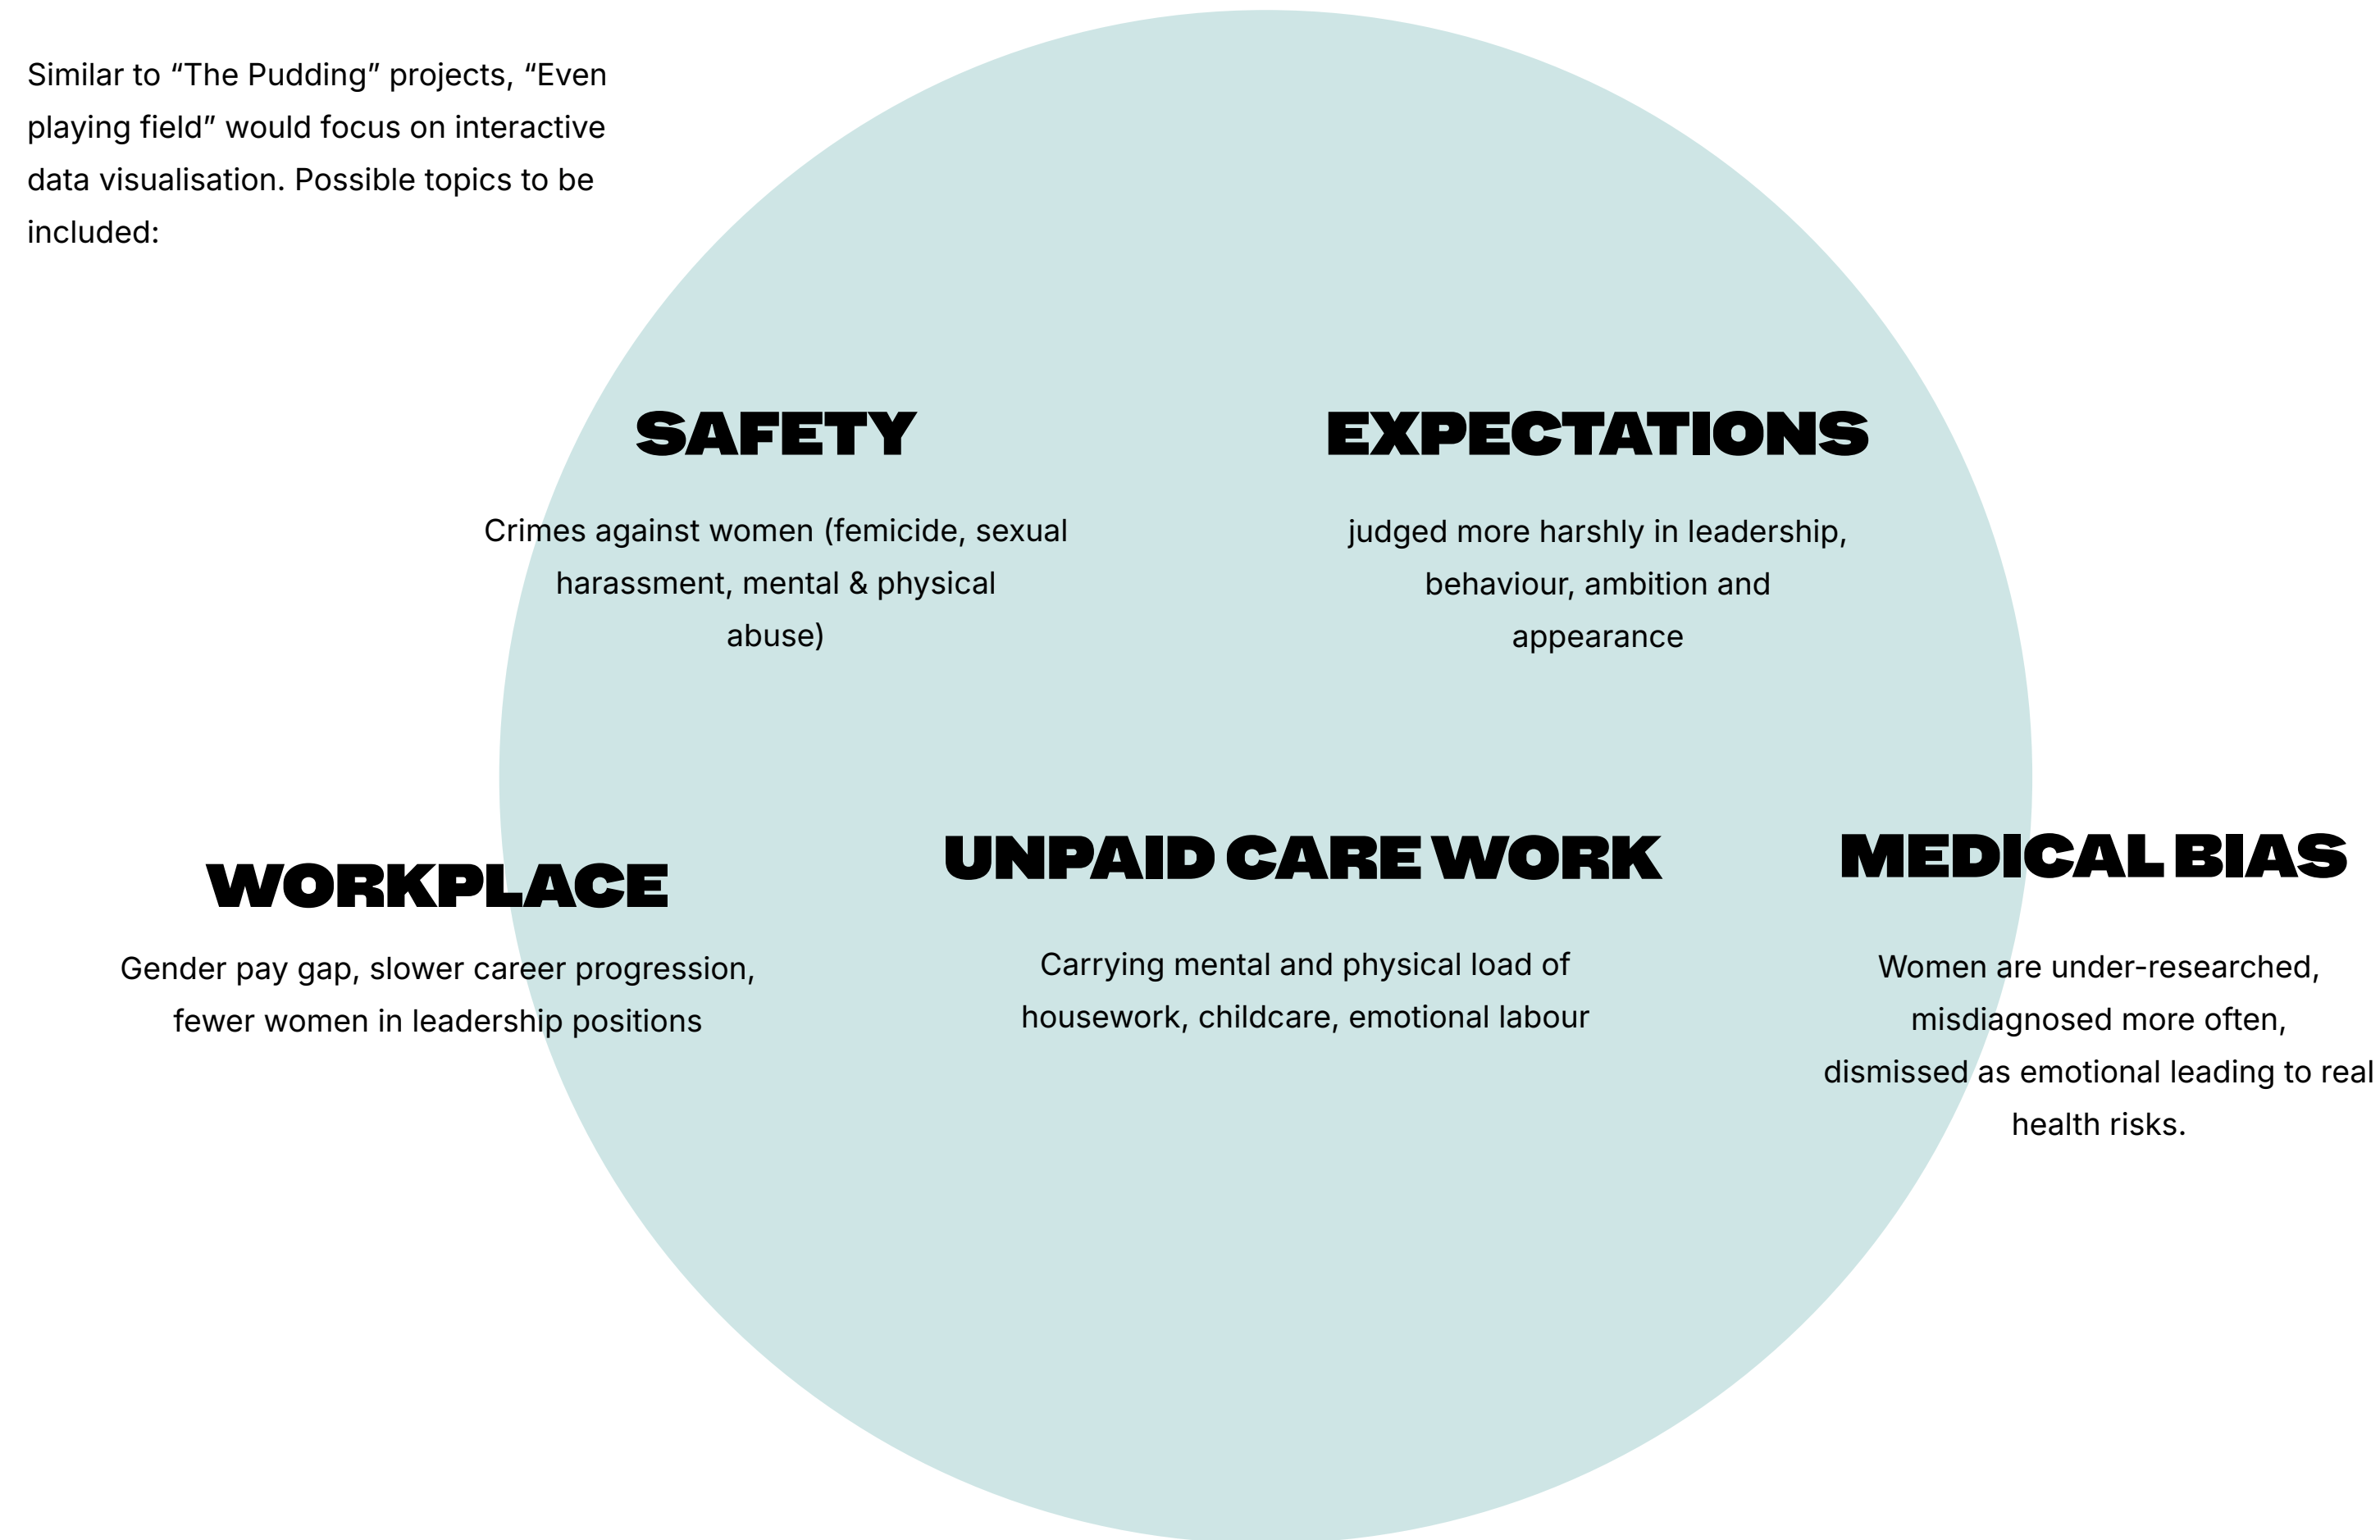 Similar to “The Pudding” projects, “Even
playing field” would focus on interactive
data visualisation. Possible topics to be
included:
SAFETY
Crimes against women (femicide, sexual
harassment, mental & physical
abuse)
EXPECTATIONS
judged more harshly in leadership,
behaviour, ambition and
appearance
WORKPLACE
Gender pay gap, slower career progression,
fewer women in leadership positions
UNPAID CARE WORK
Carrying mental and physical load of
housework, childcare, emotional labour
MEDICAL BIAS
Women are under-researched,
misdiagnosed more often,
dismissed as emotional leading to real
health risks.